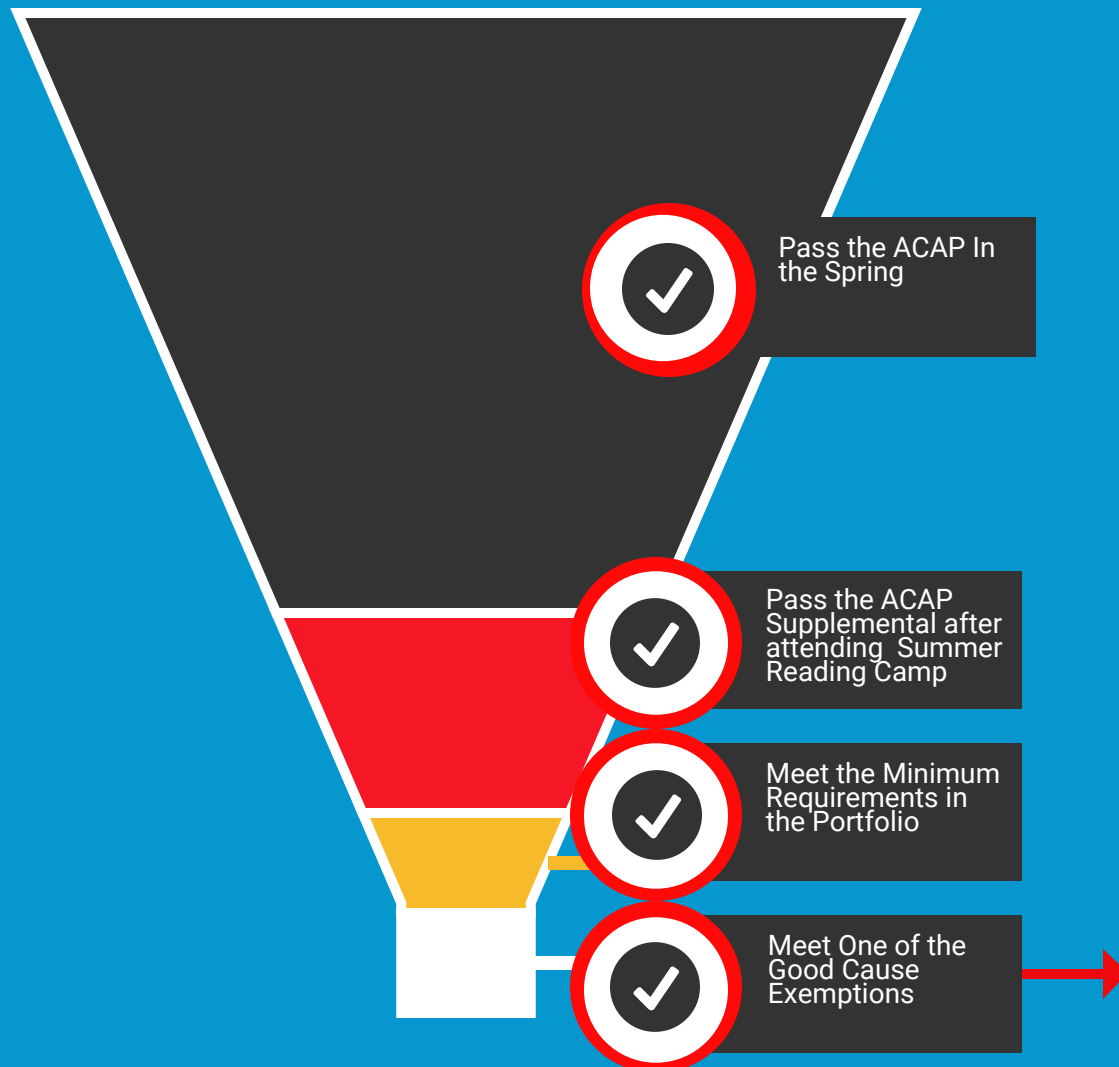 Pass the ACAP In
the Spring
Pass the ACAP
Supplemental after
attending  Summer
Reading Camp
Meet the Minimum
Requirements in
the Portfolio
Meet One of the
Good Cause
Exemptions